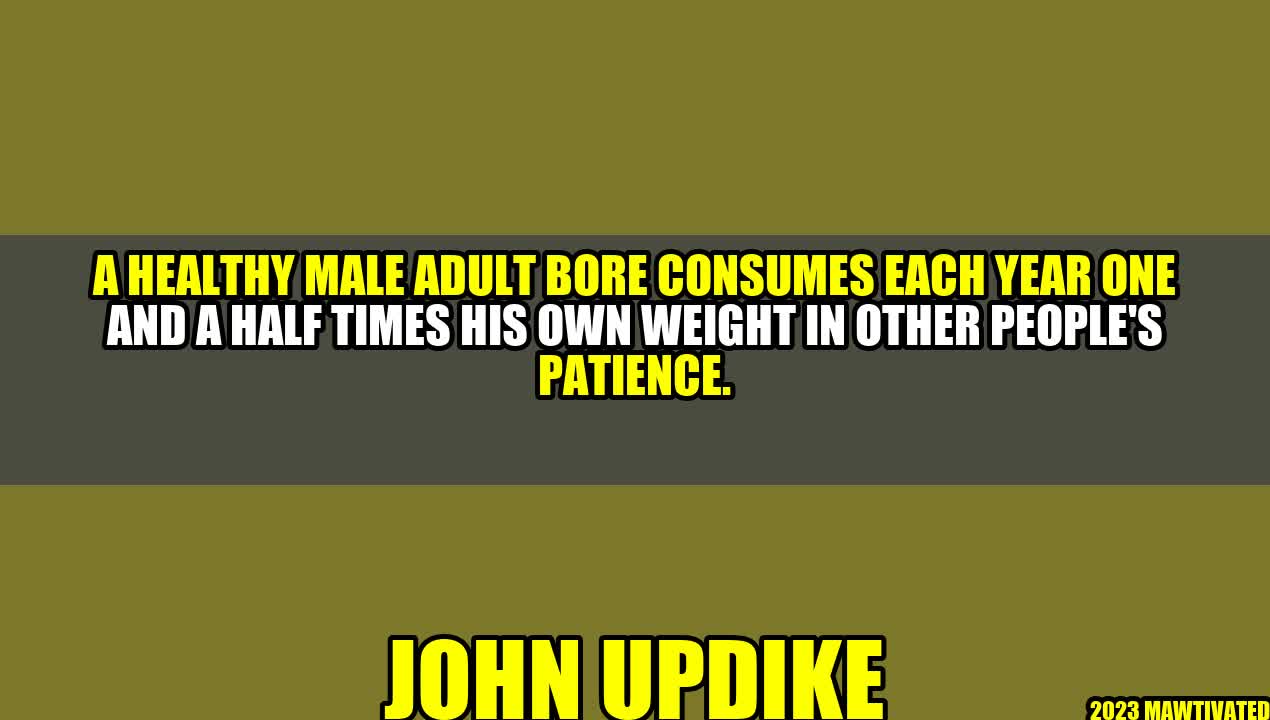 A HEALTHY MALE ADULT BORE CONSUMES EACH YEAR ONE
AND A HALF TIMES HIS OWN WEIGHT IN OTHER PEOPLE'S
PATIENCE.
JOHN UPDIKE
2023 MAWTIVATED